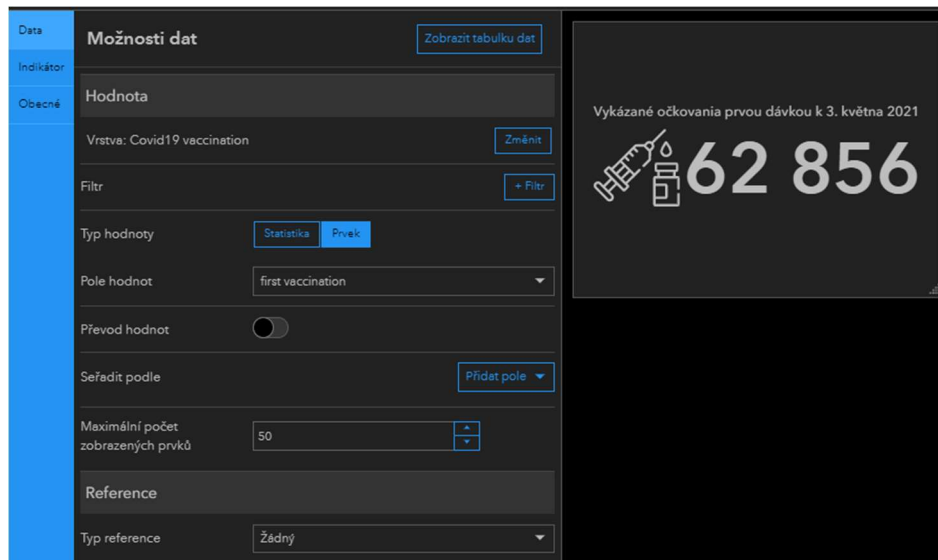 Data
Indikátor
Obecné
Možnosti dat
Zobrazit tabulku dat
Hodnota
Vrstva: Covid19 vaccination
Změnit
Filtr
+ Filtr
Typ hodnoty
Statistika
Prvek
Pole hodnot
first vaccination
Převod hodnot
Seřadit podle
Přidat pole
Maximální počet
zobrazených prvků
50
Reference
Typ reference
Žádný
Vykázané očkovania prvou dávkou k 3. května 2021
62 856